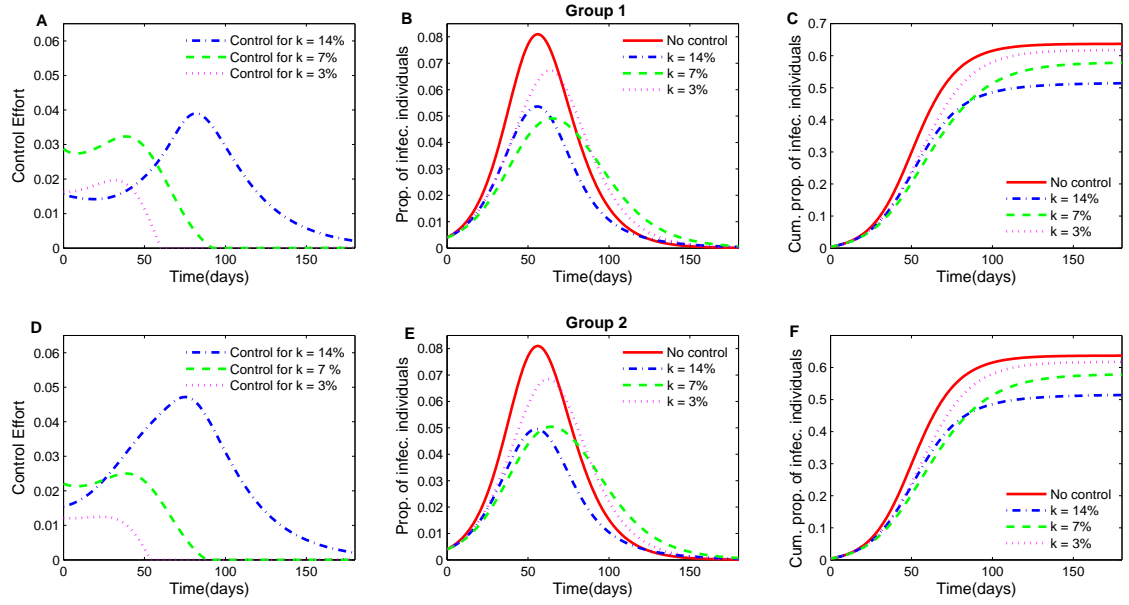 A
Control Effort
0.06
0.05
0.04
0.03
0.02
0.01
0
Control for k = 14%
Control for k = 7%
Control for k = 3%
0 50 100 150
Time(days)
Group 1
B
Prop. of infec. individuals
0.08
0.07
0.06
0.05
0.04
0.03
0.02
0.01
0
No control
k = 14%
k = 7%
k = 3%
0 50 100 150
Time(days)
C
Cum. prop. of infec. individuals
0.7
0.6
0.5
0.4
0.3
0.2
0.1
0
No control
k = 14%
k = 7%
k = 3%
0 50 100 150
Time(days)
D
Control Effort
0.06
0.05
0.04
0.03
0.02
0.01
0
Control for k = 14%
Control for k = 7 %
Control for k = 3%
0 50 100 150
Time(days)
Group 2
E
Prop. of infec. individuals
0.08
0.07
0.06
0.05
0.04
0.03
0.02
0.01
0
No control
k = 14%
k = 7%
k = 3%
0 50 100 150
Time(days)
F
Cum. prop. of infec. individuals
0.7
0.6
0.5
0.4
0.3
0.2
0.1
0
No control
k = 14%
k = 7%
k = 3%
0 50 100 150
Time(days)